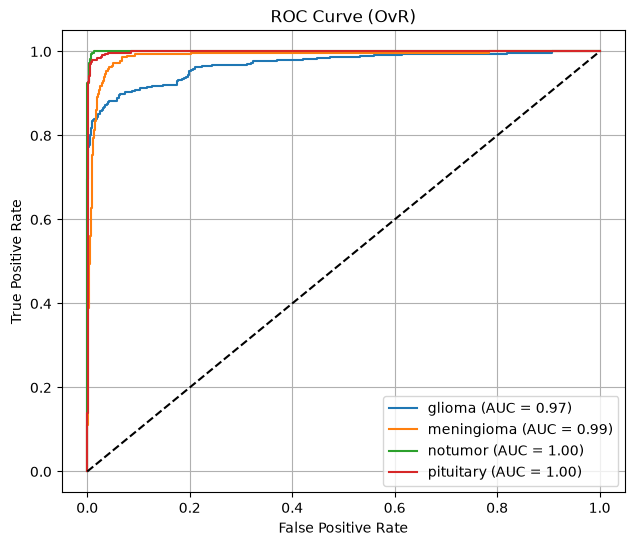 ROC Curve (OvR)
True Positive Rate
1.0
0.8
0.6
0.4
0.2
0.0
glioma (AUC = 0.97)
meningioma (AUC = 0.99)
notumor (AUC = 1.00)
pituitary (AUC = 1.00)
0.0 0.2 0.4 0.6 0.8 1.0
False Positive Rate